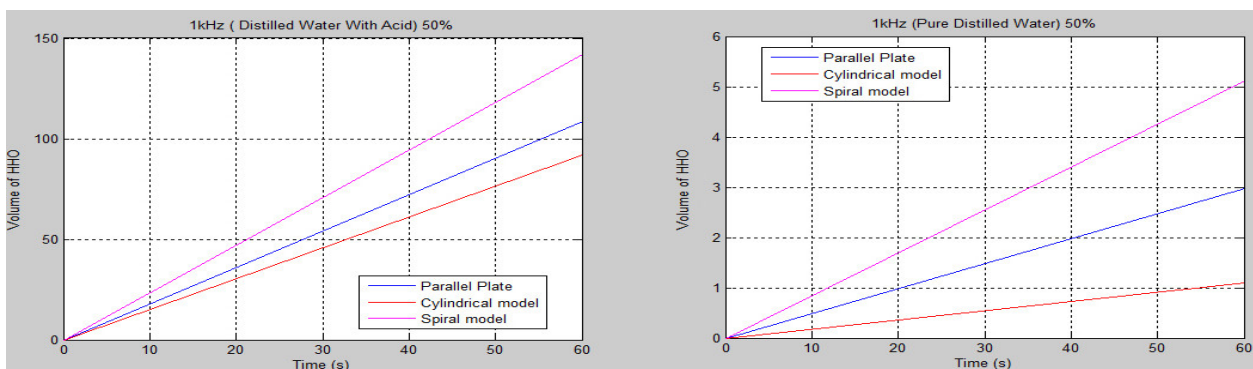 1kHz ( Distilled Water With Acid) 50%
150
100
50
0
Volume of HHO
Parallel Plate
Cylindrical model
Spiral model
0 10 20 30 40 50 60
Time (s)
1kHz (Pure Distilled Water) 50%
6
5
4
3
2
1
0
Volume of HHO
Parallel Plate
Cylindrical model
Spiral model
0 10 20 30 40 50 60
Time (s)